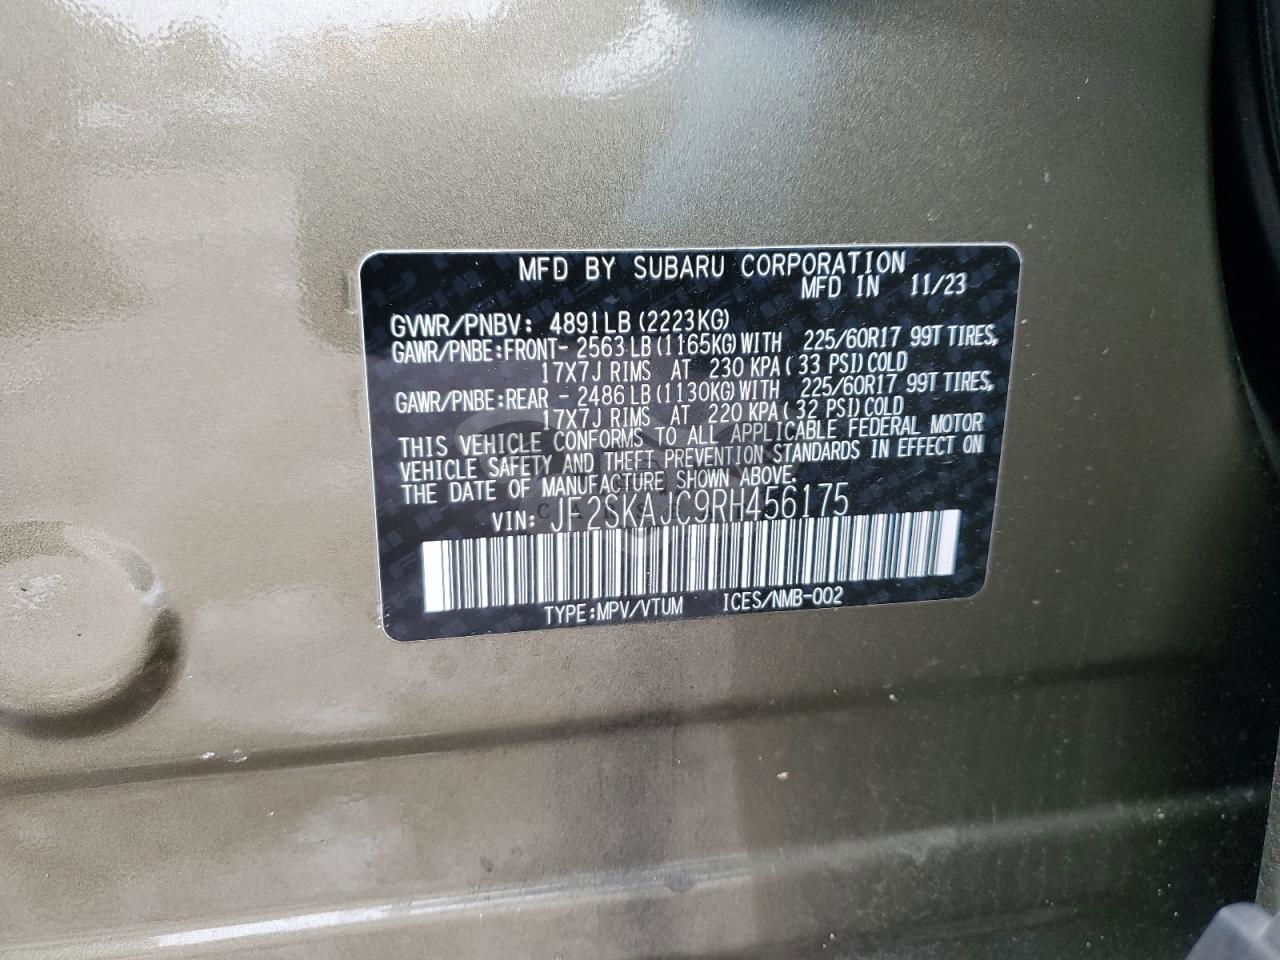 MFD BY SUBARU CORPORATION
MFD IN 11/23
GVWR/PNBV: 4891LB (2223KG)
GAWR/PNBE:FRONT- 2563LB (1165KG)WITH 225/60R17 99T TIRES,
17X7J RIMS AT 230 KPA( 33 PSI)COLD
GAWR/PNBE:REAR - 2486LB (1130KG)WITH 225/60R17 99T TIRES,
17X7J RIMS AT 220 KPA( 32 PSI)COLD
THIS VEHICLE CONFORMS TO ALL APPLICABLE FEDERAL MOTOR
VEHICLE SAFETY AND THEFT PREVENTION STANDARDS IN EFFECT ON
THE DATE OF MANUFACTURE SHOWN ABOVE.
VIN: JF2SKAJC9RH456175
TYPE:MPV/VTUM ICES/NMB-002